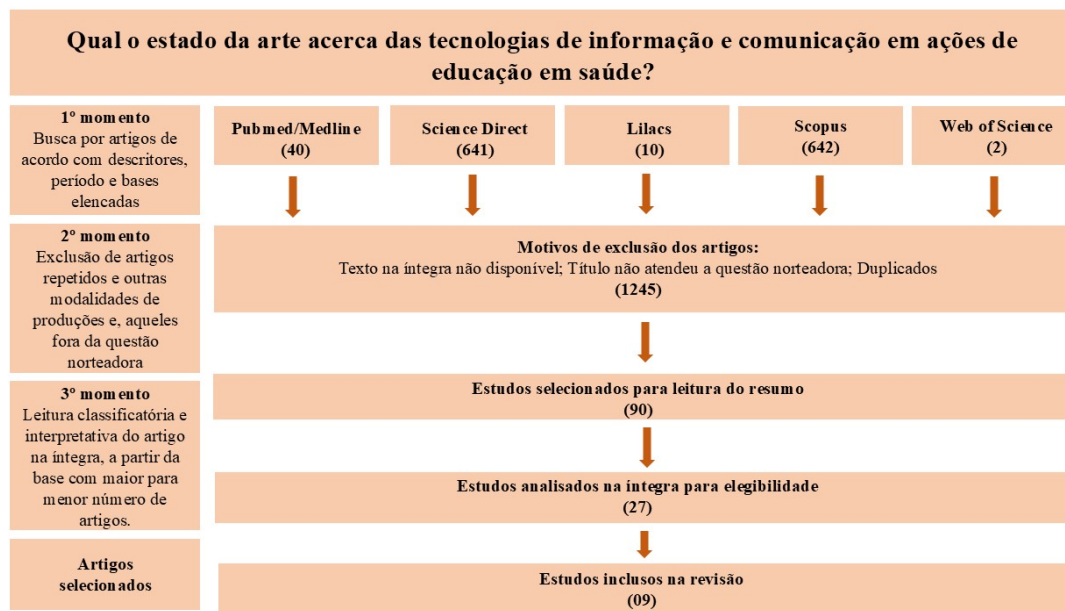 Qual o estado da arte acerca das tecnologias de informação e comunicação em ações de
educação em saúde?
1º momento
Busca por artigos de
acordo com descritores,
período e bases
elencadas
Pubmed/Medline
(40)
Science Direct
(641)
Lilacs
(10)
Scopus
(642)
Web of Science
(2)
2º momento
Exclusão de artigos
repetidos e outras
modalidades de
produções e, aqueles
fora da questão
norteadora
Motivos de exclusão dos artigos:
Texto na íntegra não disponível; Título não atendeu a questão norteadora; Duplicados
(1245)
3º momento
Leitura classificatória e
interpretativa do artigo
na íntegra, a partir da
base com maior para
menor número de
artigos.
Estudos selecionados para leitura do resumo
(90)
Estudos analisados na íntegra para elegibilidade
(27)
Artigos
selecionados
Estudos inclusos na revisão
(09)